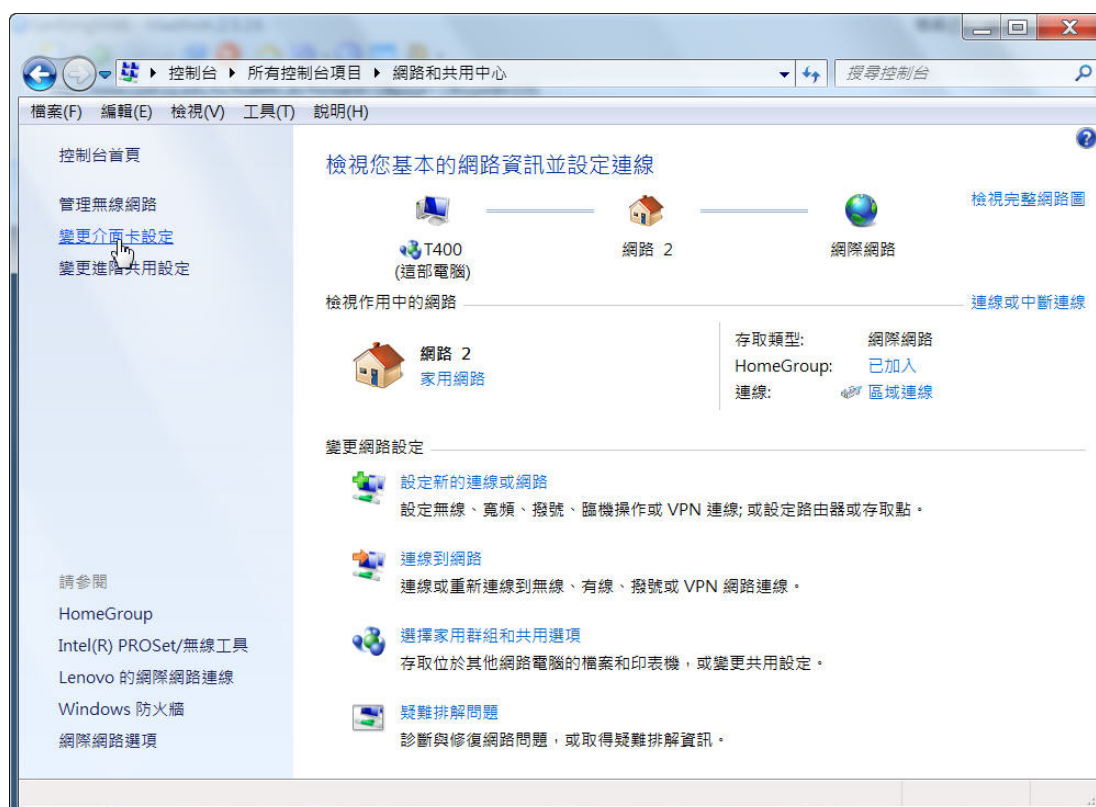 控制台 ▸ 所有控制台項目 ▸ 網路和共用中心
搜尋控制台
檔案(F) 編輯(E) 檢視(V) 工具(T) 說明(H)
控制台首頁
管理無線網路
變更介面卡設定
變更進階共用設定
檢視您基本的網路資訊並設定連線
檢視完整網路圖
T400
(這部電腦)
網路 2
網際網路
檢視作用中的網路
連線或中斷連線
網路 2
家用網路
存取類型: 網際網路
HomeGroup: 已加入
連線: 區域連線
變更網路設定
設定新的連線或網路
設定無線、寬頻、撥號、臨機操作或 VPN 連線; 或設定路由器或存取點。
連線到網路
連線或重新連線到無線、有線、撥號或 VPN 網路連線。
選擇家用群組和共用選項
存取位於其他網路電腦的檔案和印表機，或變更共用設定。
疑難排解問題
診斷與修復網路問題，或取得疑難排解資訊。
請參閱
HomeGroup
Intel(R) PROSet/無線工具
Lenovo 的網際網路連線
Windows 防火牆
網際網路選項